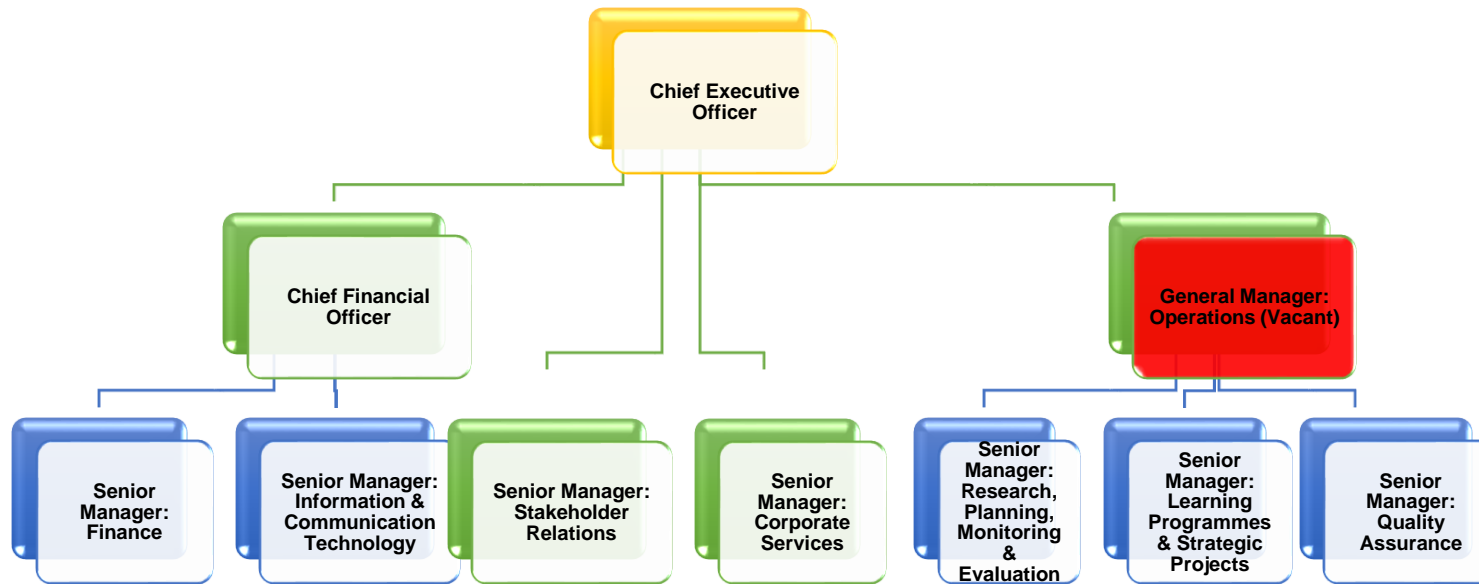 Chief Executive
Officer
Chief Financial
Officer
General Manager:
Operations (Vacant)
Senior
Manager:
Finance
Senior Manager:
Information &
Communication
Technology
Senior Manager:
Stakeholder
Relations
Senior
Manager:
Corporate
Services
Senior
Manager:
Research,
Planning,
Monitoring
&
Evaluation
Senior
Manager:
Learning
Programmes
& Strategic
Projects
Senior
Manager:
Quality
Assurance